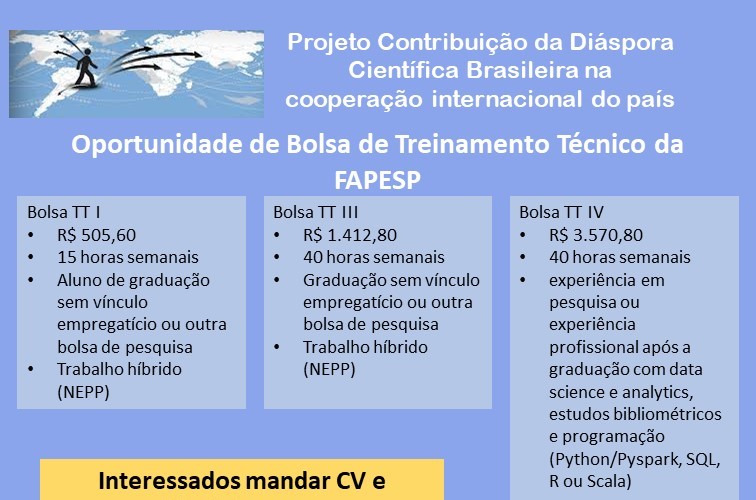 Projeto Contribuição da Diáspora
Científica Brasileira na
cooperação internacional do país
Oportunidade de Bolsa de Treinamento Técnico da
FAPESP
Bolsa TT I
• R$ 505,60
• 15 horas semanais
• Aluno de graduação
sem vínculo
empregatício ou outra
bolsa de pesquisa
• Trabalho híbrido
(NEPP)
Bolsa TT III
• R$ 1.412,80
• 40 horas semanais
• Graduação sem vínculo
empregatício ou outra
bolsa de pesquisa
• Trabalho híbrido
(NEPP)
Bolsa TT IV
• R$ 3.570,80
• 40 horas semanais
• experiência em
pesquisa ou
experiência
profissional após a
graduação com data
science e analytics,
estudos bibliométricos
e programação
(Python/Pyspark, SQL,
R ou Scala)
Interessados mandar CV e